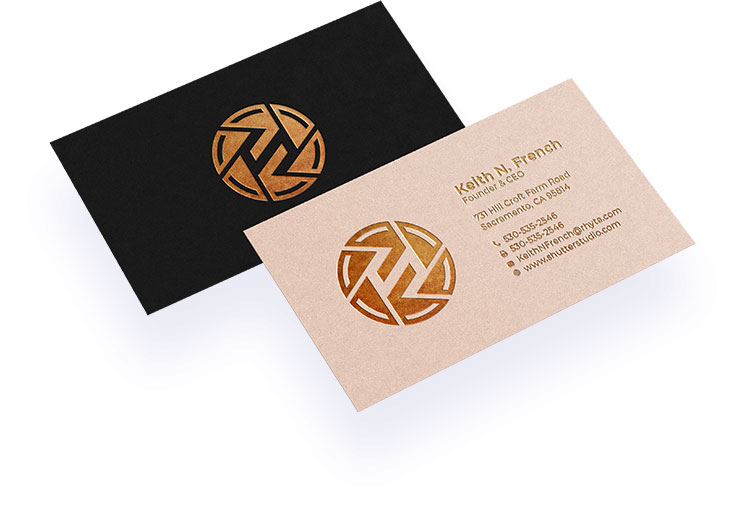 Keith N. French
Founder & CEO
731 Hill Croft Farm Road
Sacramento, CA 95814
530-535-2546
530-535-2546
KeithNFrench@rhyta.com
www.shutterstudio.com